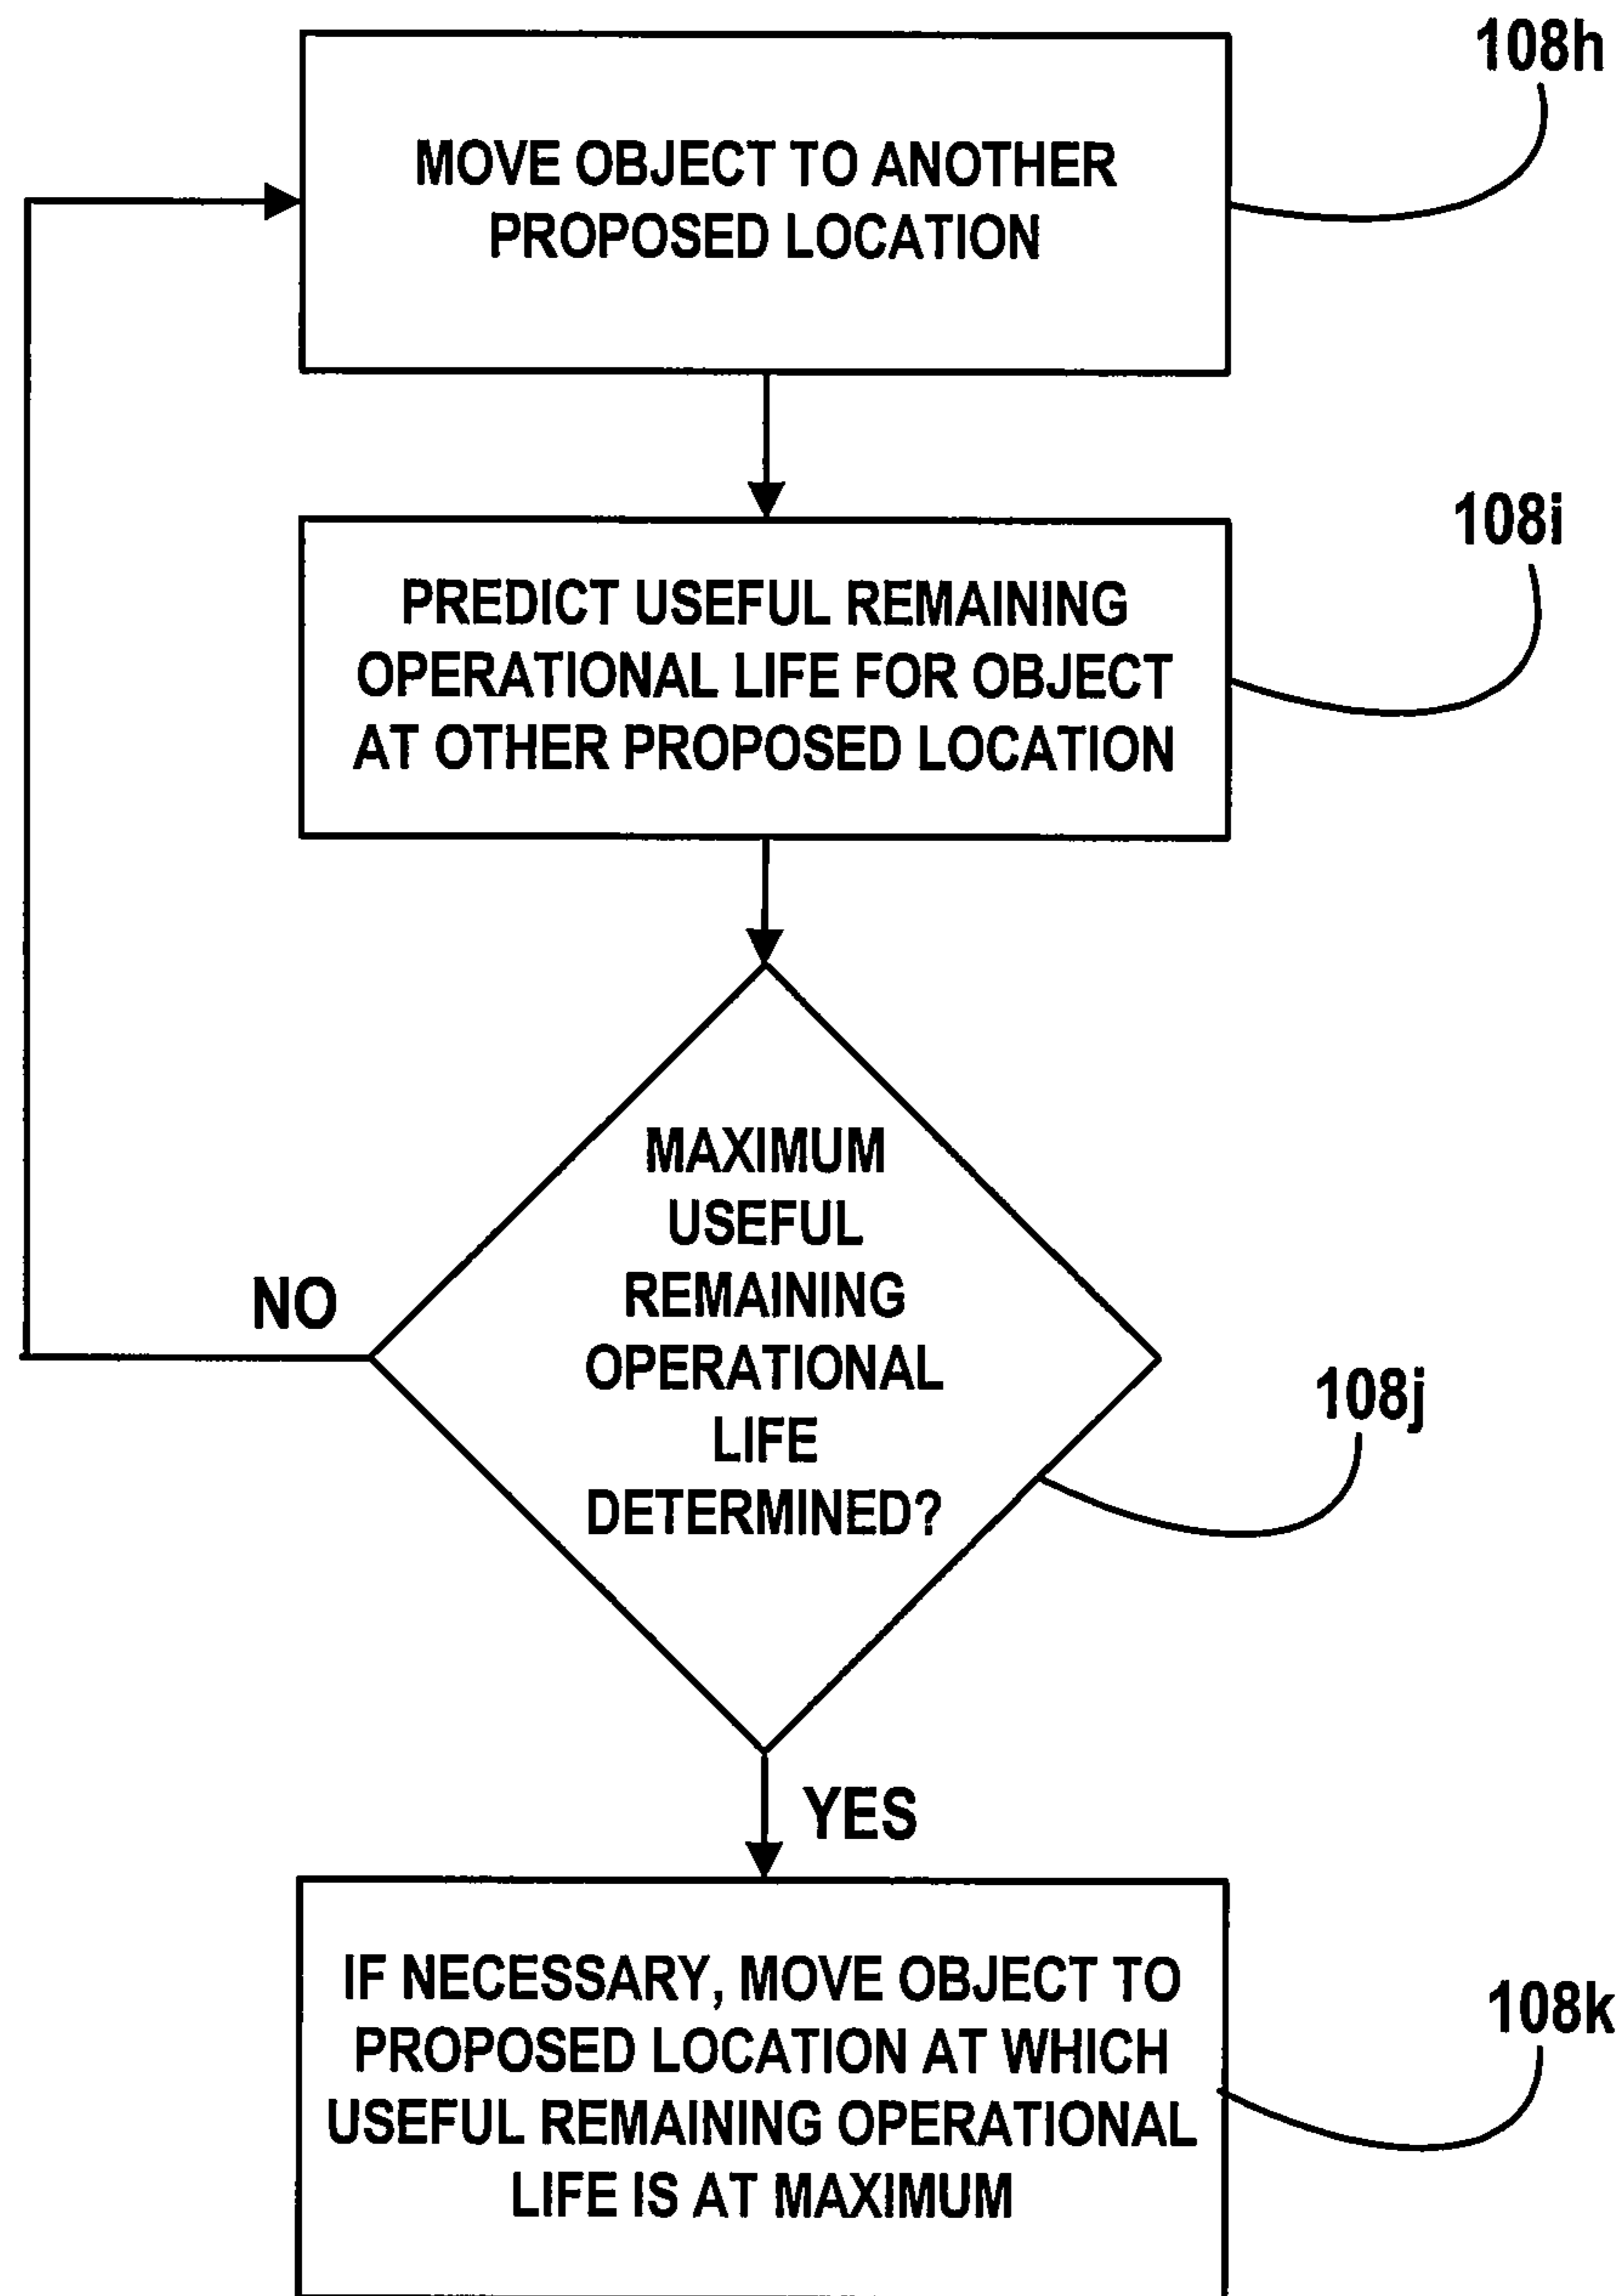 108h
MOVE OBJECT TO ANOTHER
PROPOSED LOCATION
108i
PREDICT USEFUL REMAINING
OPERATIONAL LIFE FOR OBJECT
AT OTHER PROPOSED LOCATION
MAXIMUM
USEFUL
REMAINING
OPERATIONAL
LIFE
DETERMINED?
NO
108j
YES
IF NECESSARY, MOVE OBJECT TO
PROPOSED LOCATION AT WHICH
USEFUL REMAINING OPERATIONAL
LIFE IS AT MAXIMUM
108k